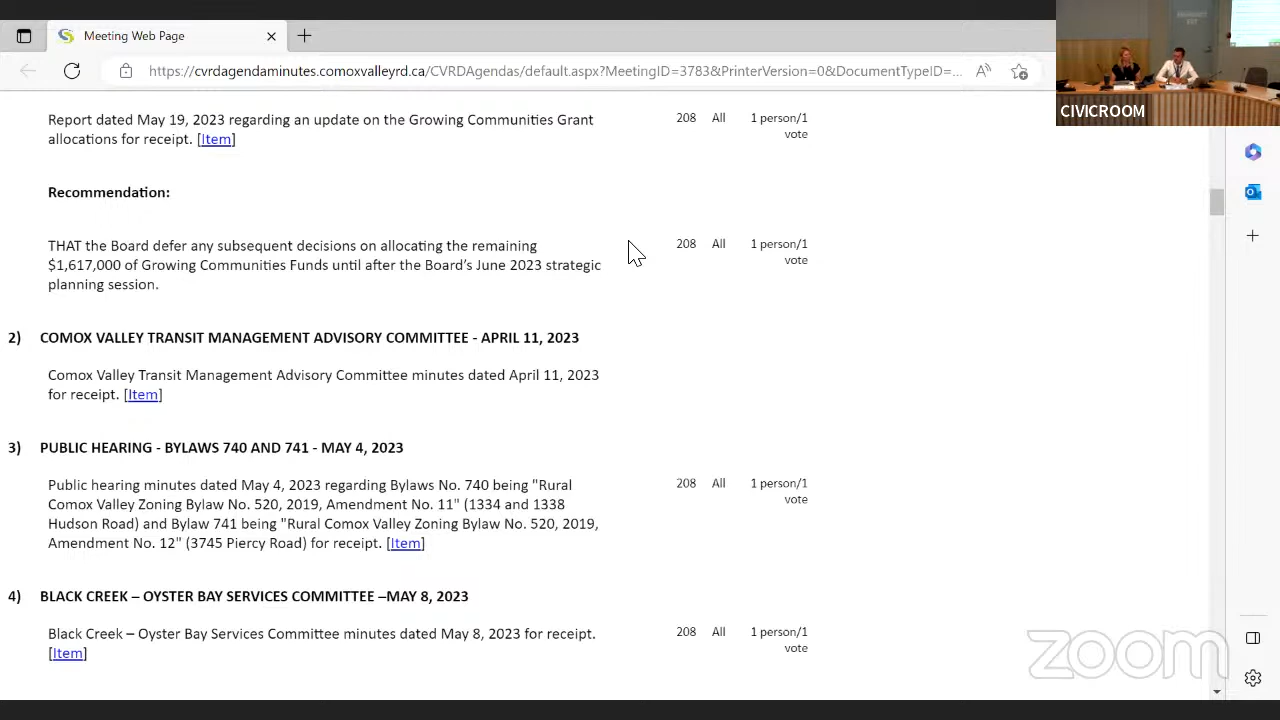 Meeting Web Page
https://cvrdagendaminutes.comoxvalleyrd.ca/CVRDAgendas/default.aspx?MeetingID=3783&PrinterVersion=0&DocumentTypeID=...
CIVICROOM
Report dated May 19, 2023 regarding an update on the Growing Communities Grant
allocations for receipt. [Item]
208 All 1 person/1
vote
Recommendation:
THAT the Board defer any subsequent decisions on allocating the remaining
$1,617,000 of Growing Communities Funds until after the Board's June 2023 strategic
planning session.
208 All 1 person/1
vote
2) COMOX VALLEY TRANSIT MANAGEMENT ADVISORY COMMITTEE - APRIL 11, 2023
Comox Valley Transit Management Advisory Committee minutes dated April 11, 2023
for receipt. [Item]
3) PUBLIC HEARING - BYLAWS 740 AND 741 - MAY 4, 2023
Public hearing minutes dated May 4, 2023 regarding Bylaws No. 740 being "Rural
Comox Valley Zoning Bylaw No. 520, 2019, Amendment No. 11" (1334 and 1338
Hudson Road) and Bylaw 741 being "Rural Comox Valley Zoning Bylaw No. 520, 2019,
Amendment No. 12" (3745 Piercy Road) for receipt. [Item]
208 All 1 person/1
vote
4) BLACK CREEK – OYSTER BAY SERVICES COMMITTEE –MAY 8, 2023
Black Creek – Oyster Bay Services Committee minutes dated May 8, 2023 for receipt.
[Item]
208 All 1 person/1
vote
zoom